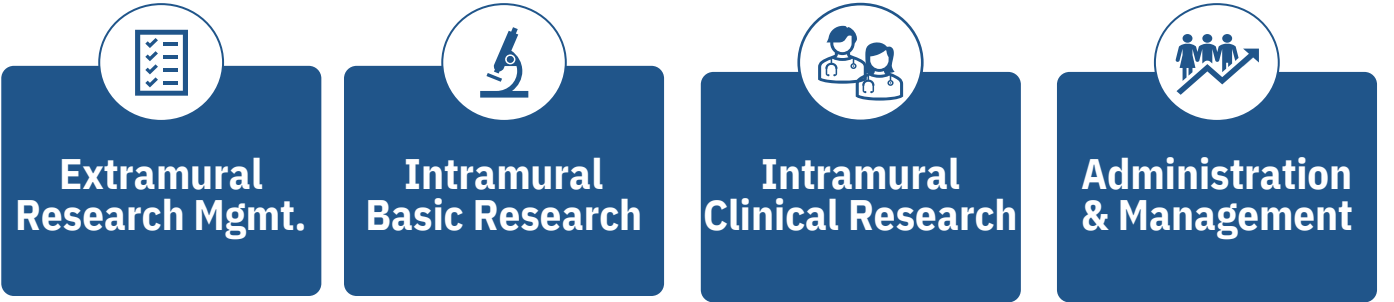 Extramural
Research Mgmt.
Intramural
Basic Research
Intramural
Clinical Research
Administration
& Management